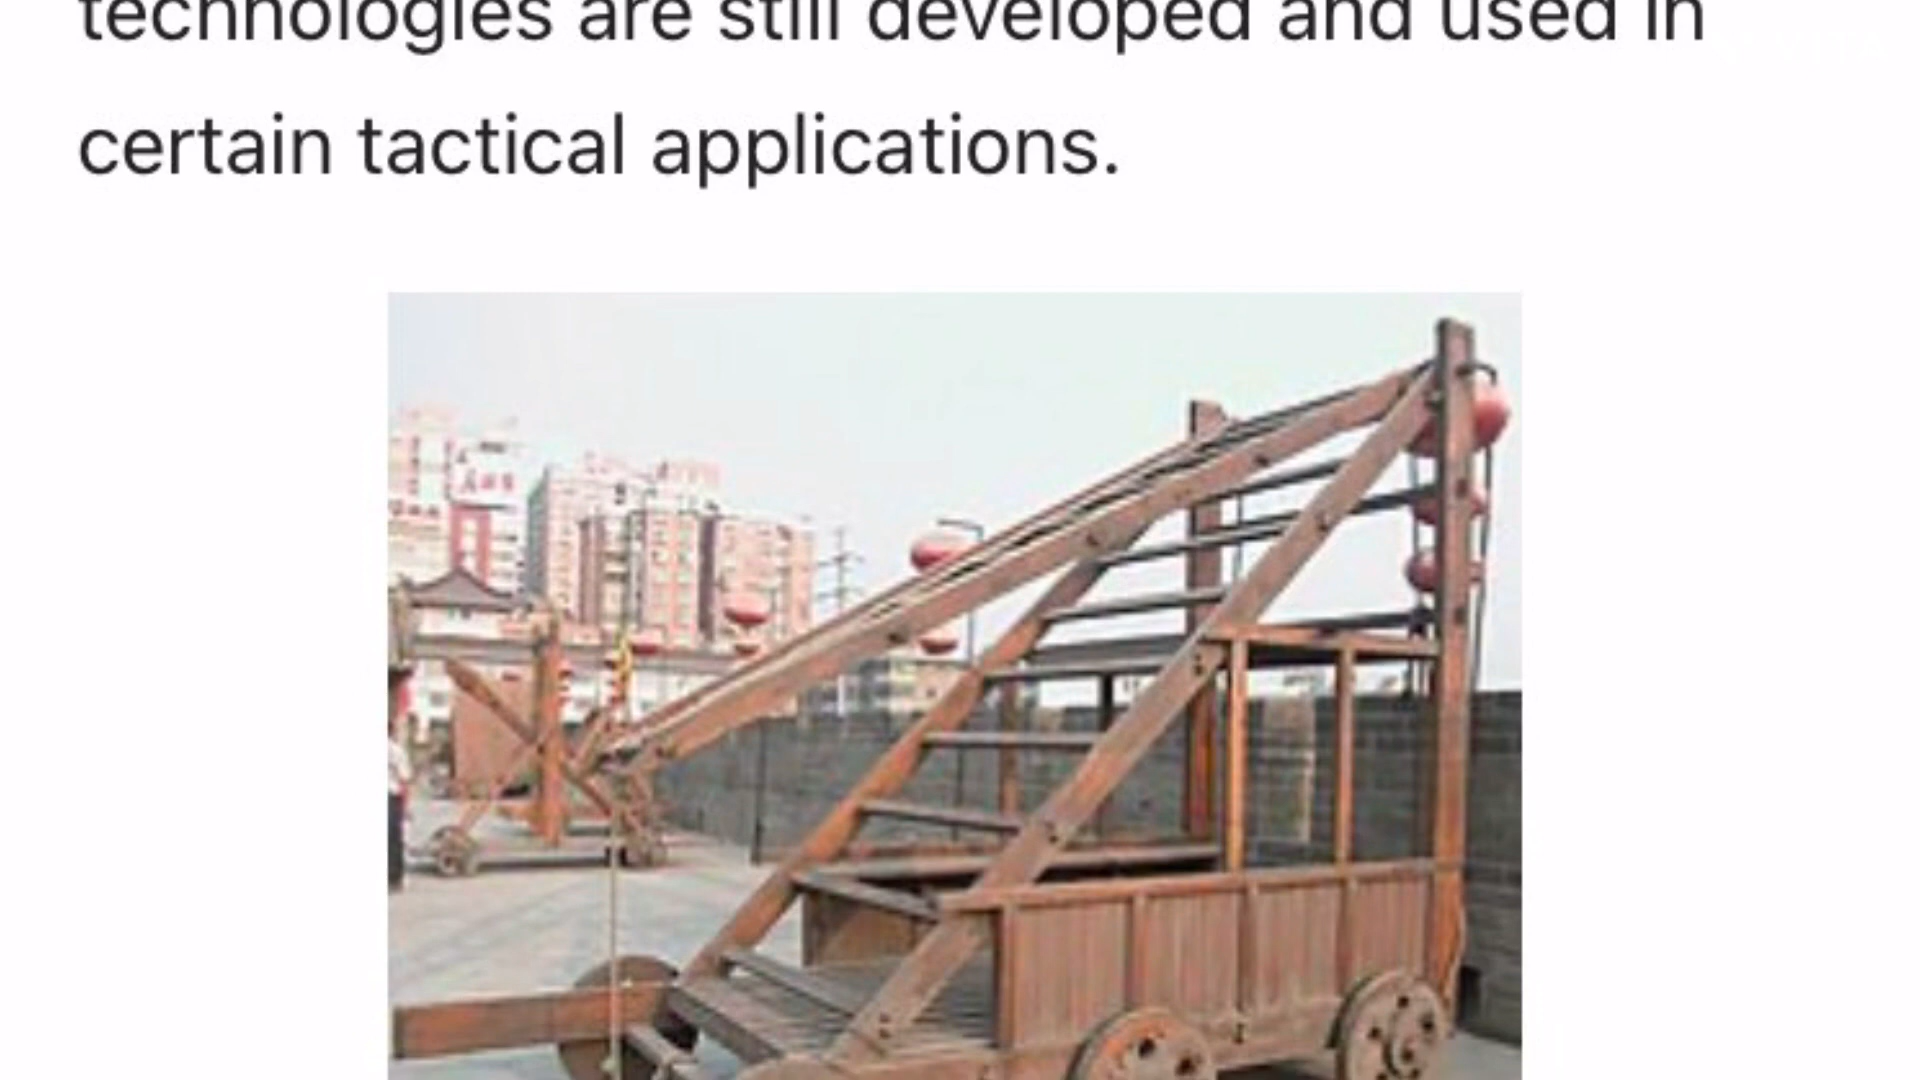 technologies are still developed and used in
certain tactical applications.